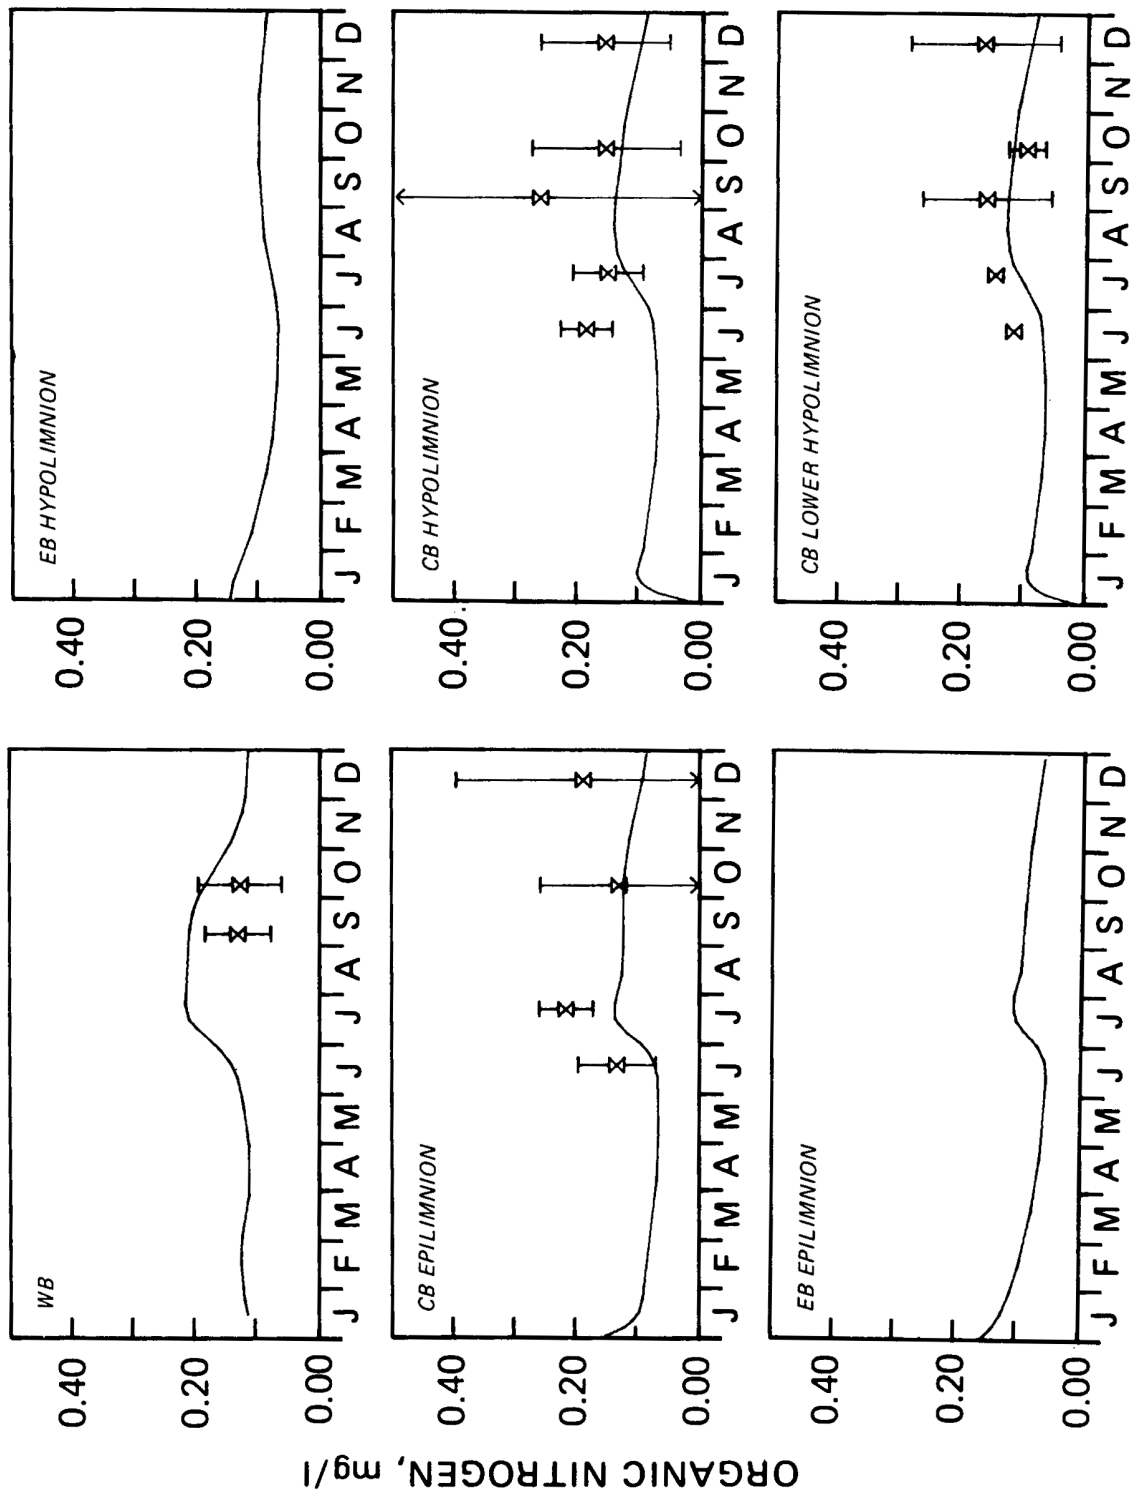 ORGANIC NITROGEN, mg/l
WB
0.40
0.20
0.00
J F M A M J J A S O N D
EB HYPOLIMNION
0.40
0.20
0.00
J F M A M J J A S O N D
CB EPILIMNION
0.40
0.20
0.00
J F M A M J J A S O N D
CB HYPOLIMNION
0.40
0.20
0.00
J F M A M J J A S O N D
EB EPILIMNION
0.40
0.20
0.00
J F M A M J J A S O N D
CB LOWER HYPOLIMNION
0.40
0.20
0.00
J F M A M J J A S O N D